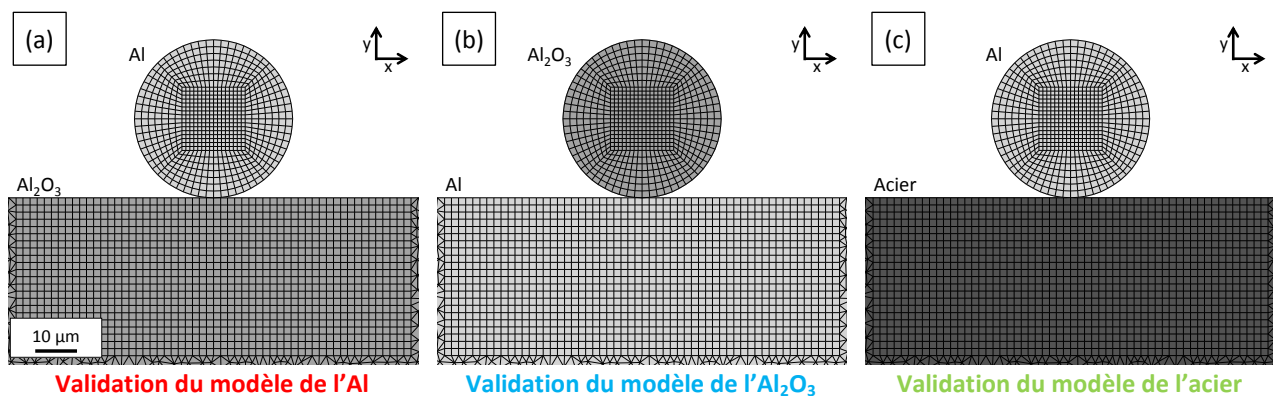 (a)
Al
y
x
Al₂O₃
10 µm
Validation du modèle de l'Al
(b)
Al₂O₃
y
x
Al
Validation du modèle de l'Al₂O₃
(c)
Al
y
x
Acier
Validation du modèle de l'acier